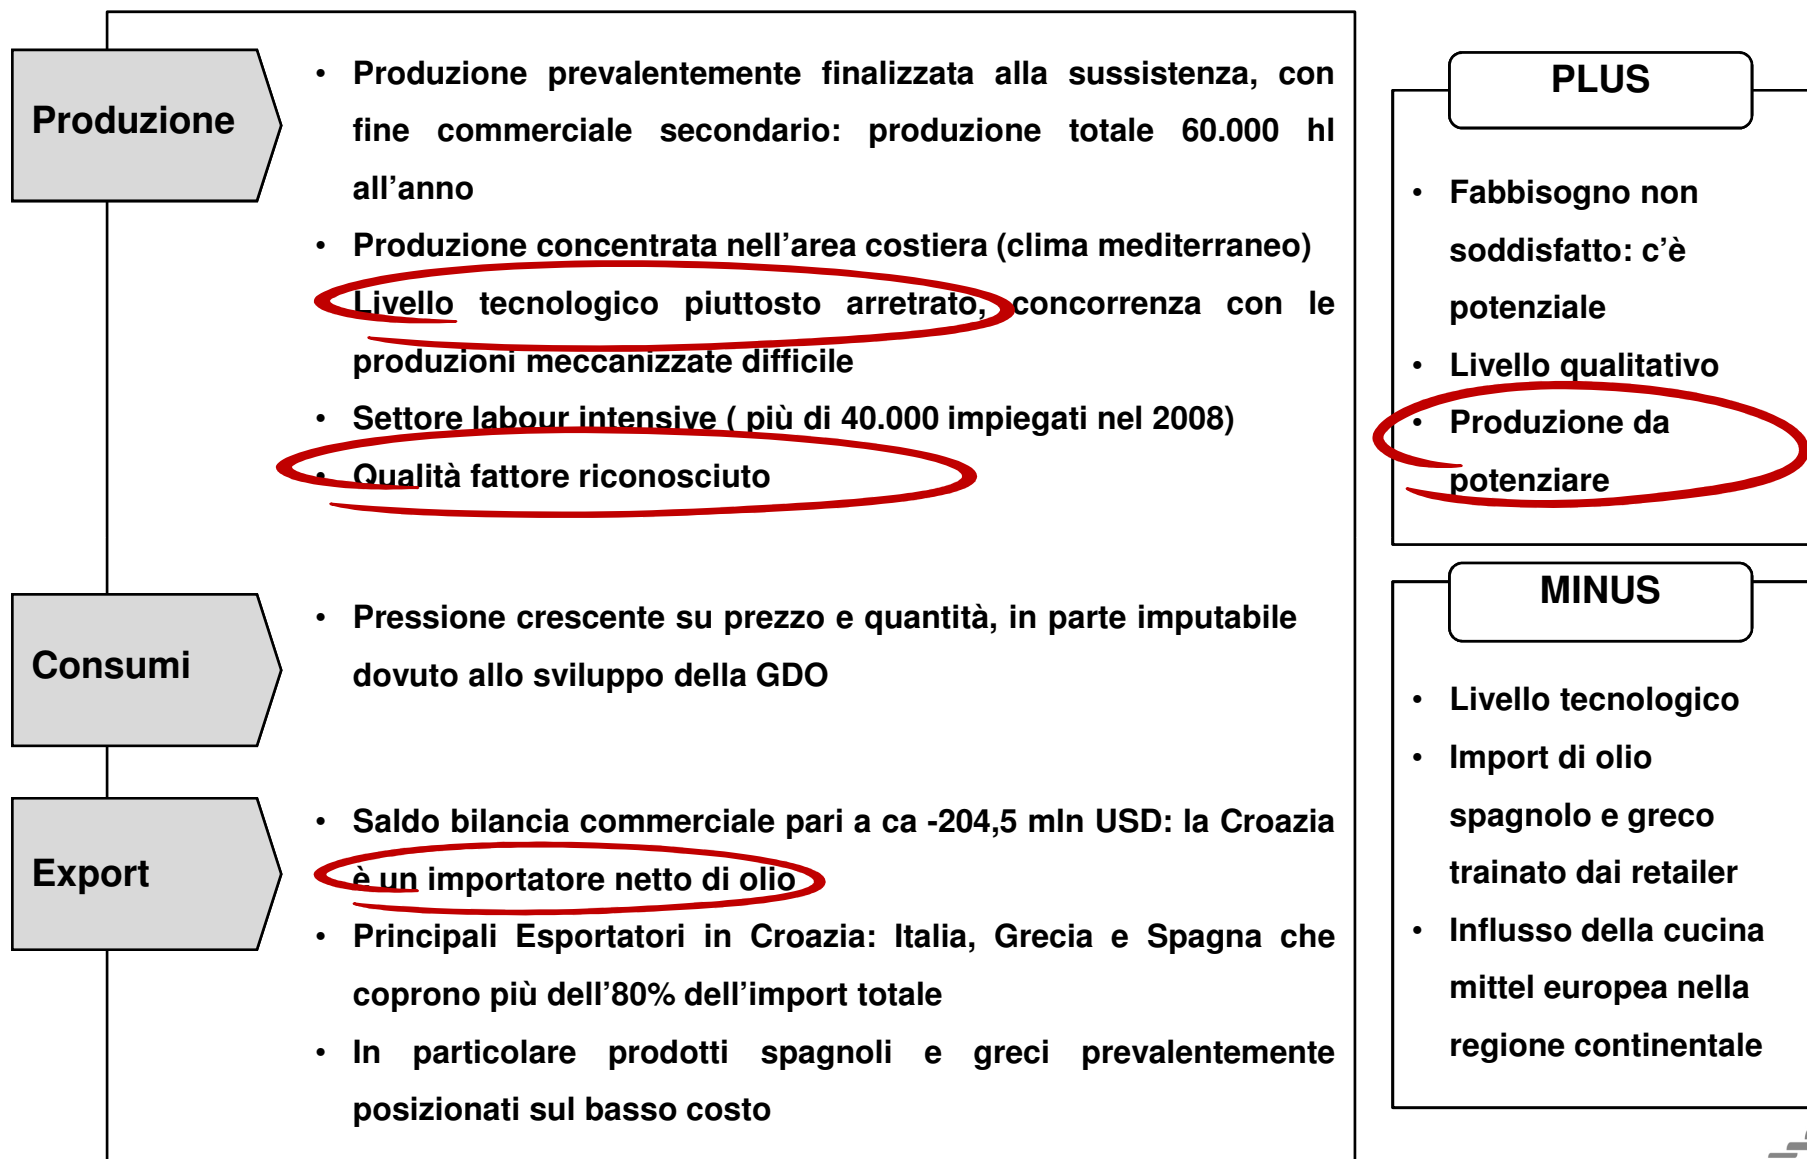 Produzione
• Produzione prevalentemente finalizzata alla sussistenza, con
fine commerciale secondario: produzione totale 60.000 hl
all’anno
• Produzione concentrata nell’area costiera (clima mediterraneo)
Livello tecnologico piuttosto arretrato, concorrenza con le
produzioni meccanizzate difficile
• Settore labour intensive ( più di 40.000 impiegati nel 2008)
• Qualità fattore riconosciuto
Consumi
• Pressione crescente su prezzo e quantità, in parte imputabile
dovuto allo sviluppo della GDO
Export
• Saldo bilancia commerciale pari a ca -204,5 mln USD: la Croazia
è un importatore netto di olio
• Principali Esportatori in Croazia: Italia, Grecia e Spagna che
coprono più dell’80% dell’import totale
• In particolare prodotti spagnoli e greci prevalentemente
posizionati sul basso costo
PLUS
• Fabbisogno non
soddisfatto: c’è
potenziale
• Livello qualitativo
• Produzione da
potenziare
MINUS
• Livello tecnologico
• Import di olio
spagnolo e greco
trainato dai retailer
• Influsso della cucina
mittel europea nella
regione continentale